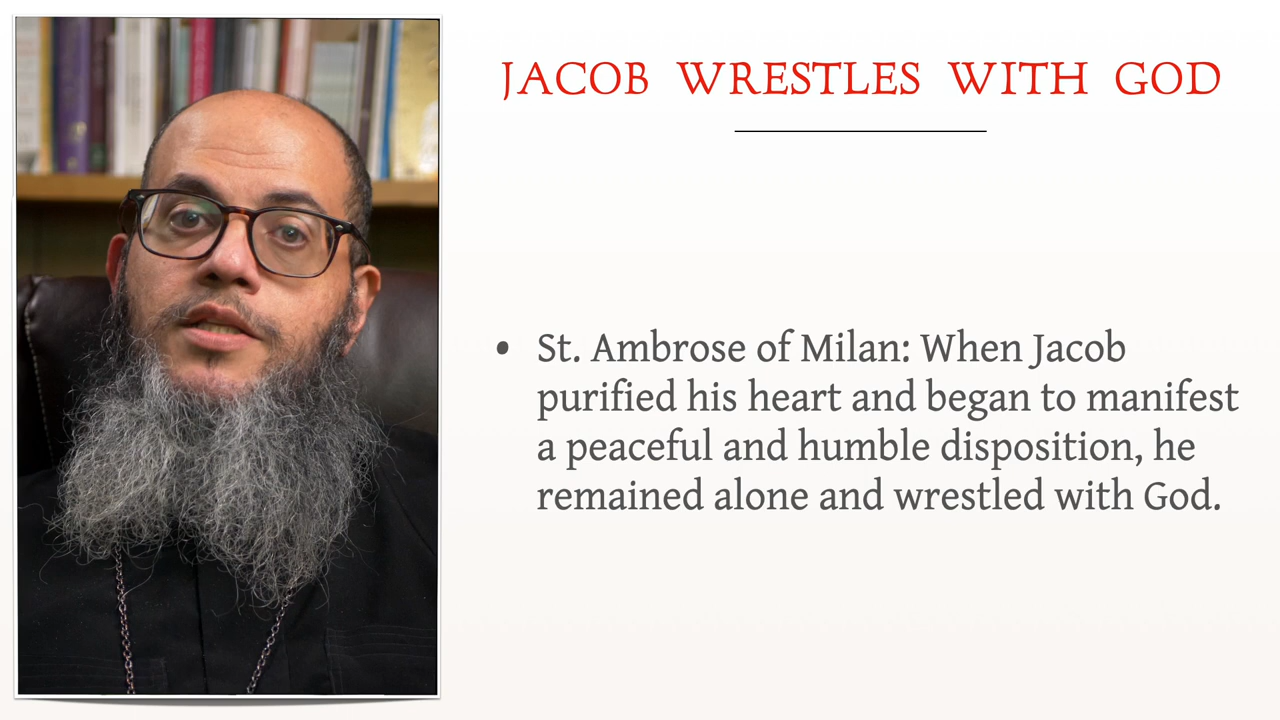 JACOB WRESTLES WITH GOD
• St. Ambrose of Milan: When Jacob
purified his heart and began to manifest
a peaceful and humble disposition, he
remained alone and wrestled with God.